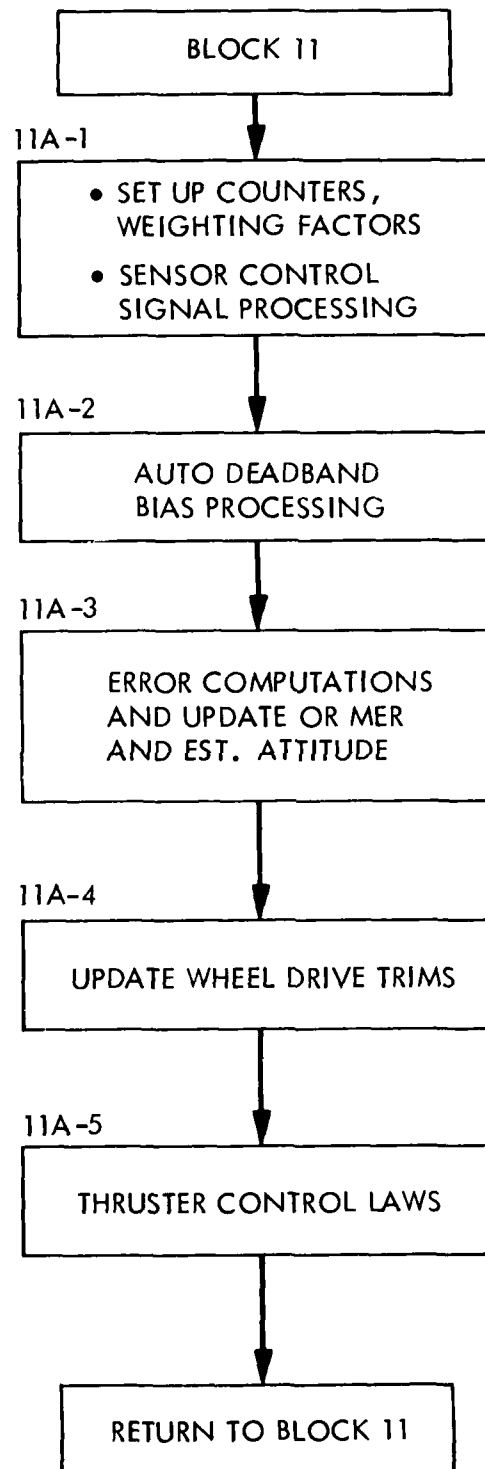 BLOCK 11
11A-1
• SET UP COUNTERS,
WEIGHTING FACTORS
• SENSOR CONTROL
SIGNAL PROCESSING
11A-2
AUTO DEADBAND
BIAS PROCESSING
11A-3
ERROR COMPUTATIONS
AND UPDATE OR MER
AND EST. ATTITUDE
11A-4
UPDATE WHEEL DRIVE TRIMS
11A-5
THRUSTER CONTROL LAWS
RETURN TO BLOCK 11